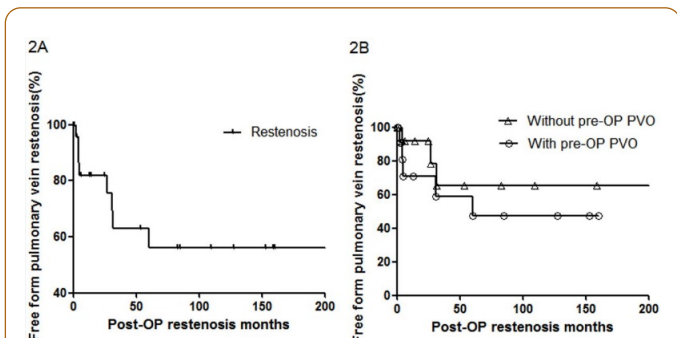 2A
Free form pulmonary vein restenosis(%)
100
80
60
40
0
50
100
150
200
Post-OP restenosis months
Restenosis
2B
Free form pulmonary vein restenosis(%)
100
80
60
40
20
0
0
50
100
150
200
Post-OP restenosis months
Without pre-OP PVO
With pre-OP PVO